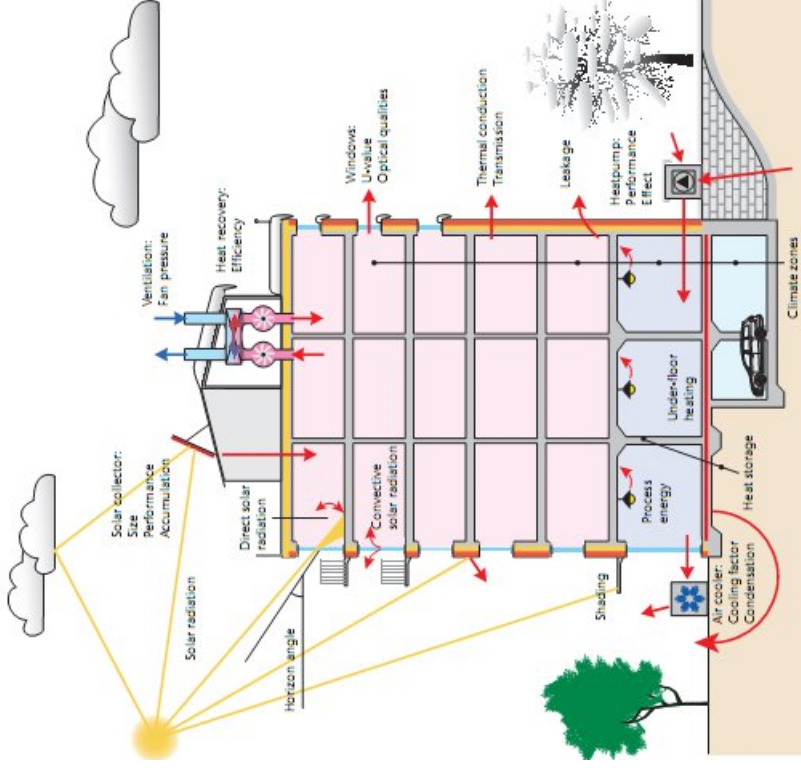 Ventilation:
Fan pressure
Heat recovery:
Efficiency
Solar collector:
Size
Performance
Accumulation
Solar radiation
Direct solar
radiation
Horizon angle
Convective
solar radiation
Windows:
U-value
Optical qualities
Thermal conduction
Transmission
Leakage
Heatpump:
Performance
Effect
Shading
Process
energy
Under-floor
heating
Air cooler:
Cooling factor
Condensation
Heat storage
Climate zones